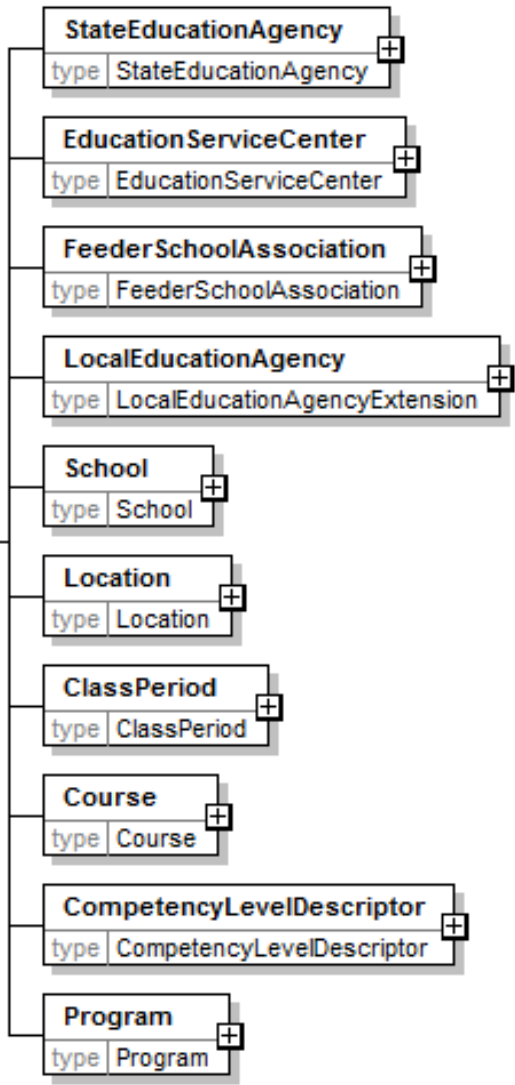 StateEducationAgency
type StateEducationAgency
EducationServiceCenter
type EducationServiceCenter
FeederSchoolAssociation
type FeederSchoolAssociation
LocalEducationAgency
type LocalEducationAgencyExtension
School
type School
Location
type Location
ClassPeriod
type ClassPeriod
Course
type Course
CompetencyLevelDescriptor
type CompetencyLevelDescriptor
Program
type Program